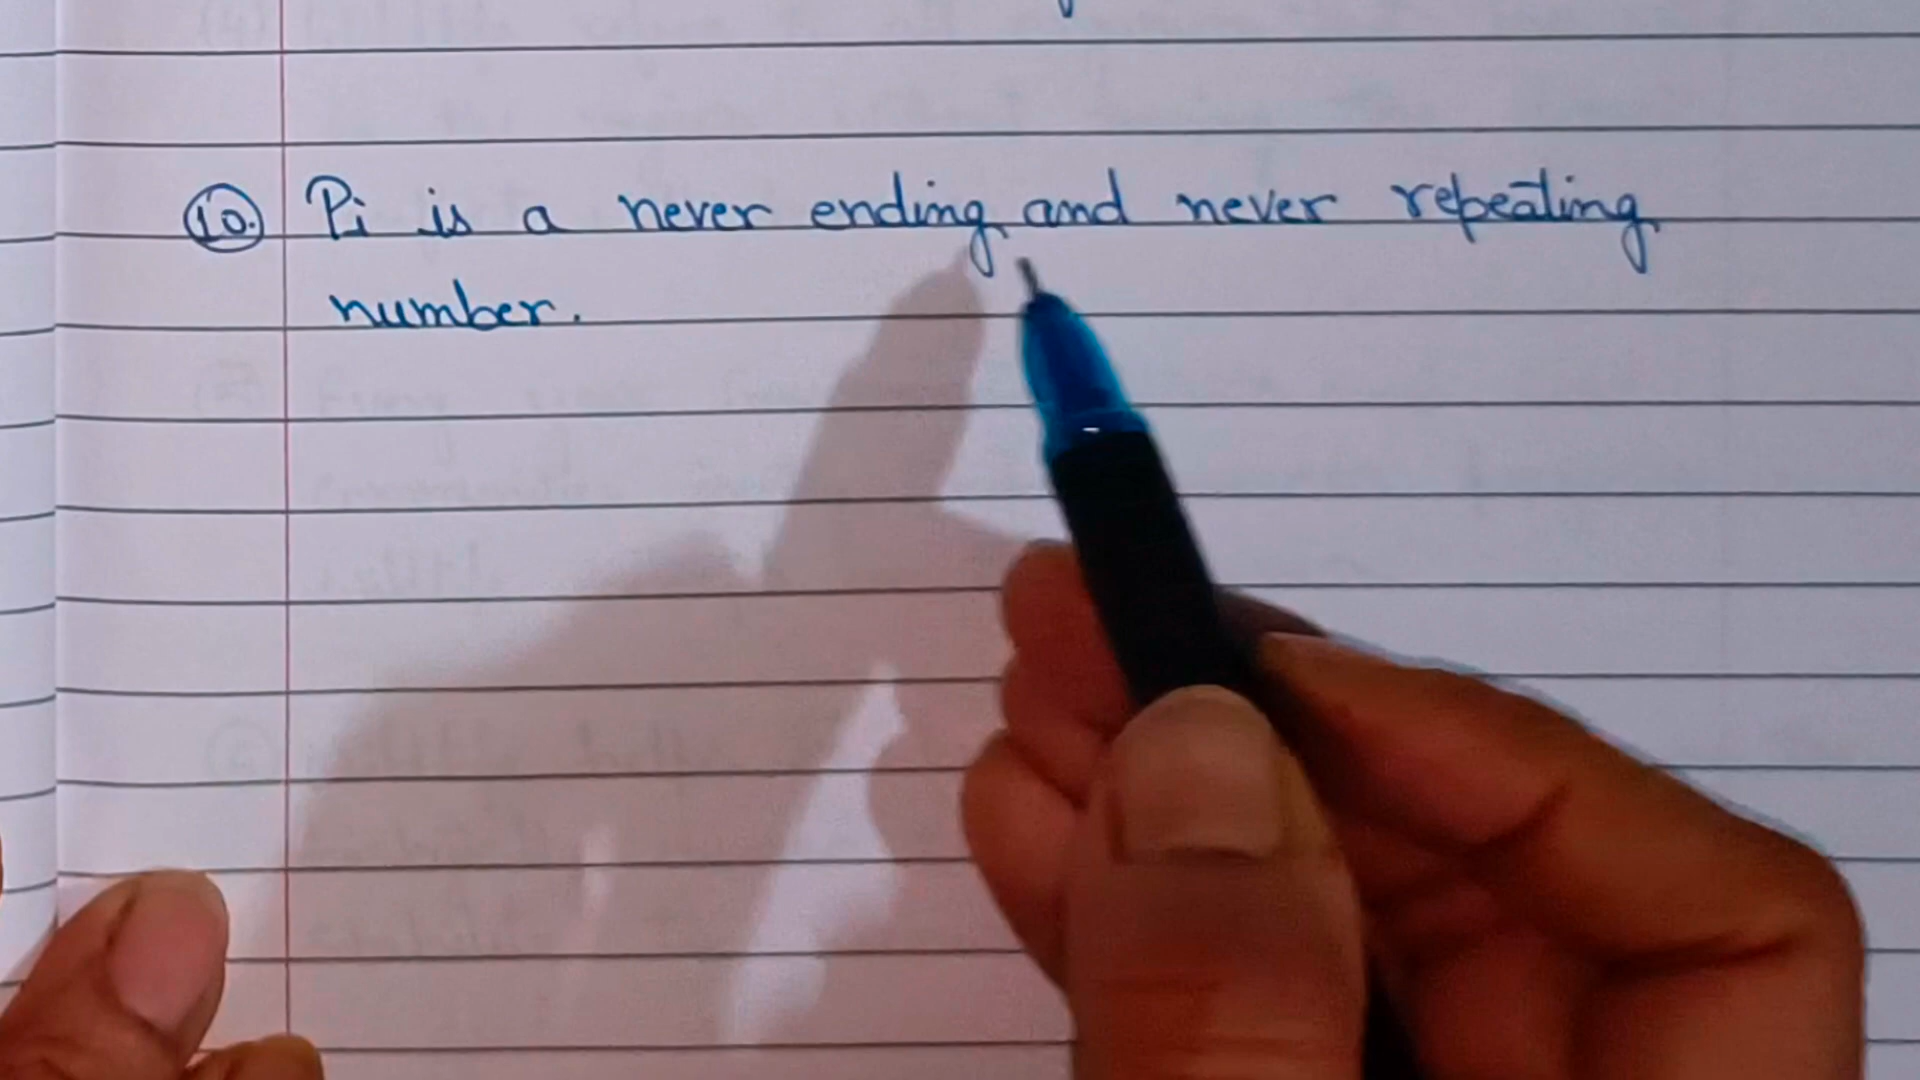 10. Pi is a never ending and never repeating
number.